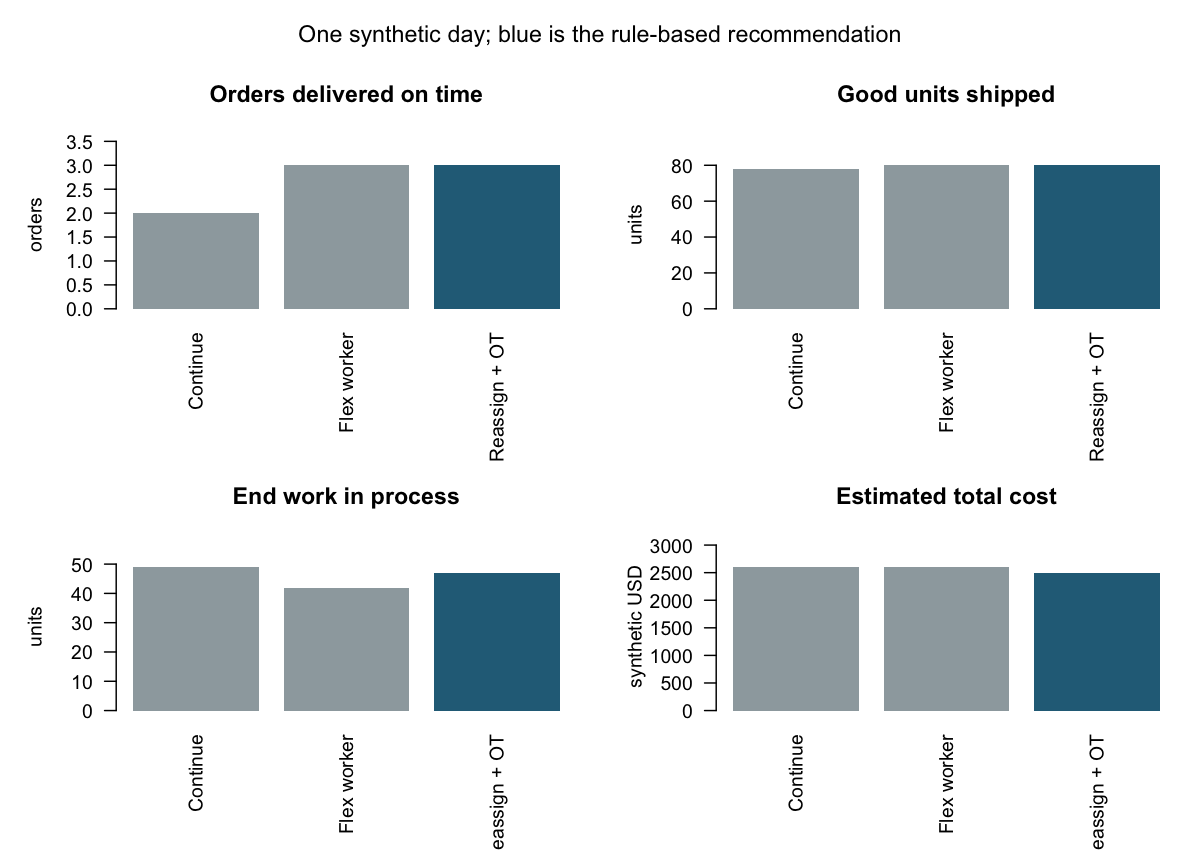 One synthetic day; blue is the rule-based recommendation
Orders delivered on time
orders
3.5
3.0
2.5
2.0
1.5
1.0
0.5
0.0
Continue
Flex worker
Reassign + OT
Good units shipped
units
80
60
40
20
0
Continue
Flex worker
Reassign + OT
End work in process
units
50
40
30
20
10
0
Continue
Flex worker
eassign + OT
Estimated total cost
synthetic USD
3000
2500
2000
1500
1000
500
0
Continue
Flex worker
eassign + OT